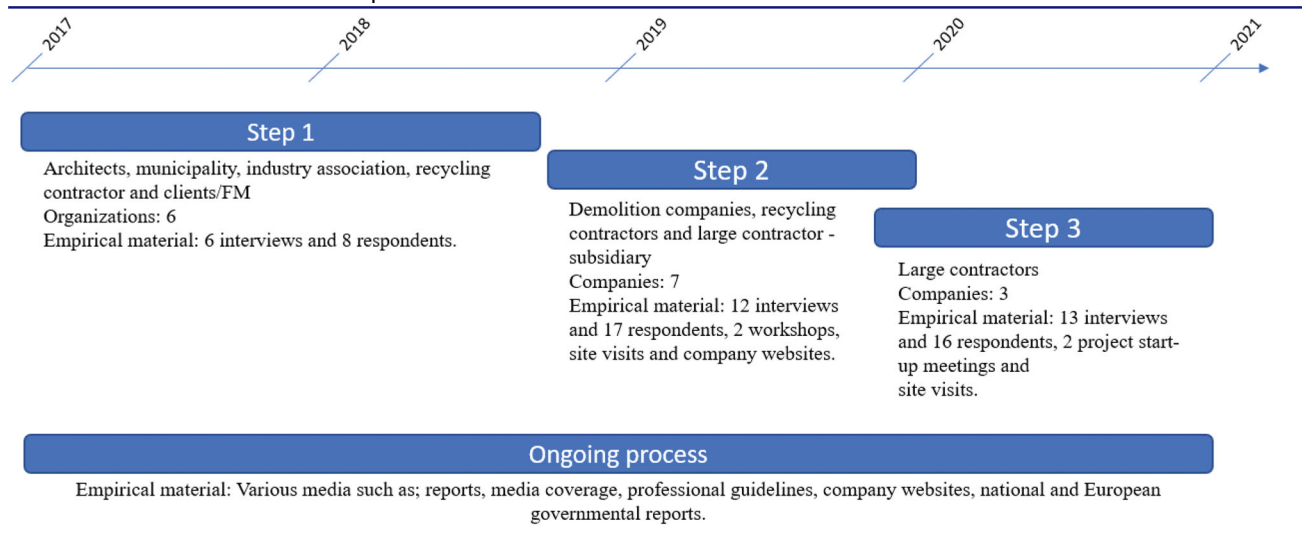 2017
2018
2019
2020
2021
Step 1
Architects, municipality, industry association, recycling
contractor and clients/FM
Organizations: 6
Empirical material: 6 interviews and 8 respondents.
Step 2
Demolition companies, recycling
contractors and large contractor -
subsidiary
Companies: 7
Empirical material: 12 interviews
and 17 respondents, 2 workshops,
site visits and company websites.
Step 3
Large contractors
Companies: 3
Empirical material: 13 interviews
and 16 respondents, 2 project start-
up meetings and
site visits.
Ongoing process
Empirical material: Various media such as; reports, media coverage, professional guidelines, company websites, national and European
governmental reports.